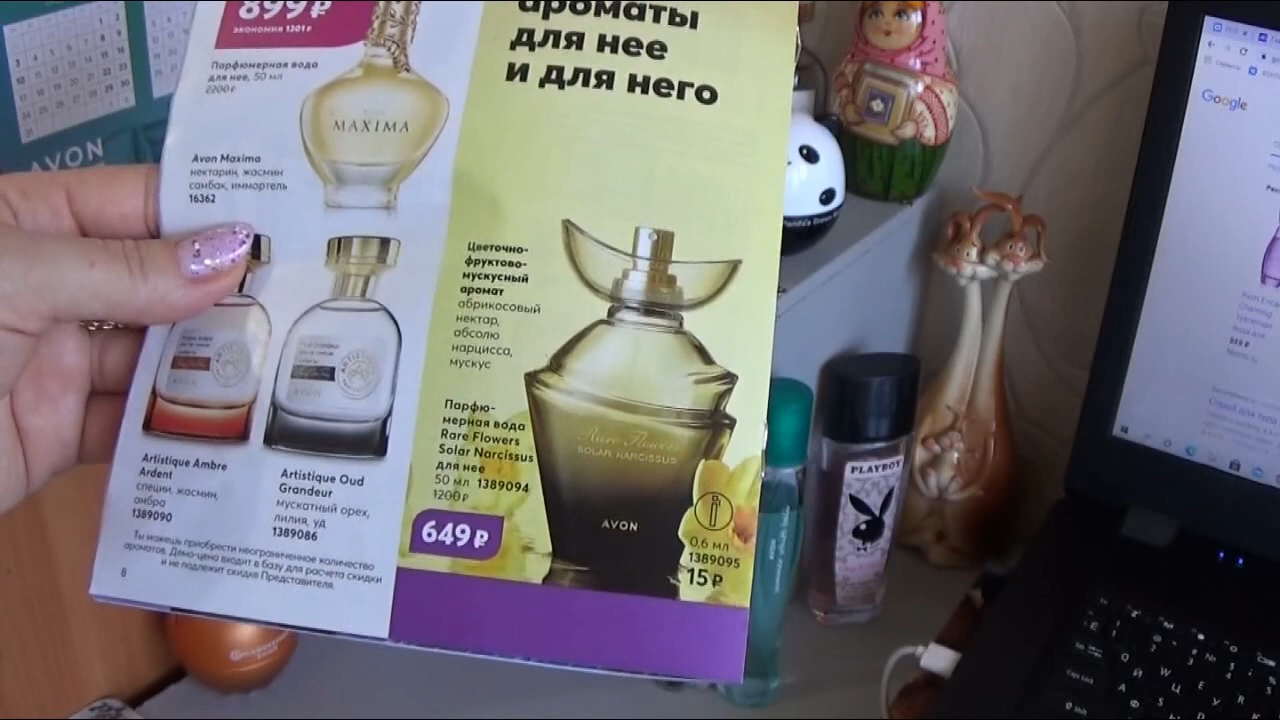 899₽
экономия 1301 ₽
Парфюмерная вода
для нее, 50 мл
2200 ₽
MAXIMA
Avon Maxima
нектарин, жасмин
самбак, иммортель
16362
Artistique Ambre
Ardent
специи, жасмин,
амбра
1389090
Artistique Oud
Grandeur
мускатный орех,
лилия, уд
1389086
Ты можешь приобрести неограниченное количество
ароматов. Демо-цена входит в базу для расчета скидки
и не подлежит скидке Представителя.
8
ароматы
для нее
и для него
Цветочно-
фруктово-
мускусный
аромат
абрикосовый
нектар,
абсолю
нарцисса,
мускус
Парфю-
мерная вода
Rare Flowers
Solar Narcissus
для нее
50 мл 1389094
1200 ₽
649₽
Rare Flowers
SOLAR NARCISSUS
AVON
0,6 мл
1389095
15₽
AVON
PLAYBOY
Google